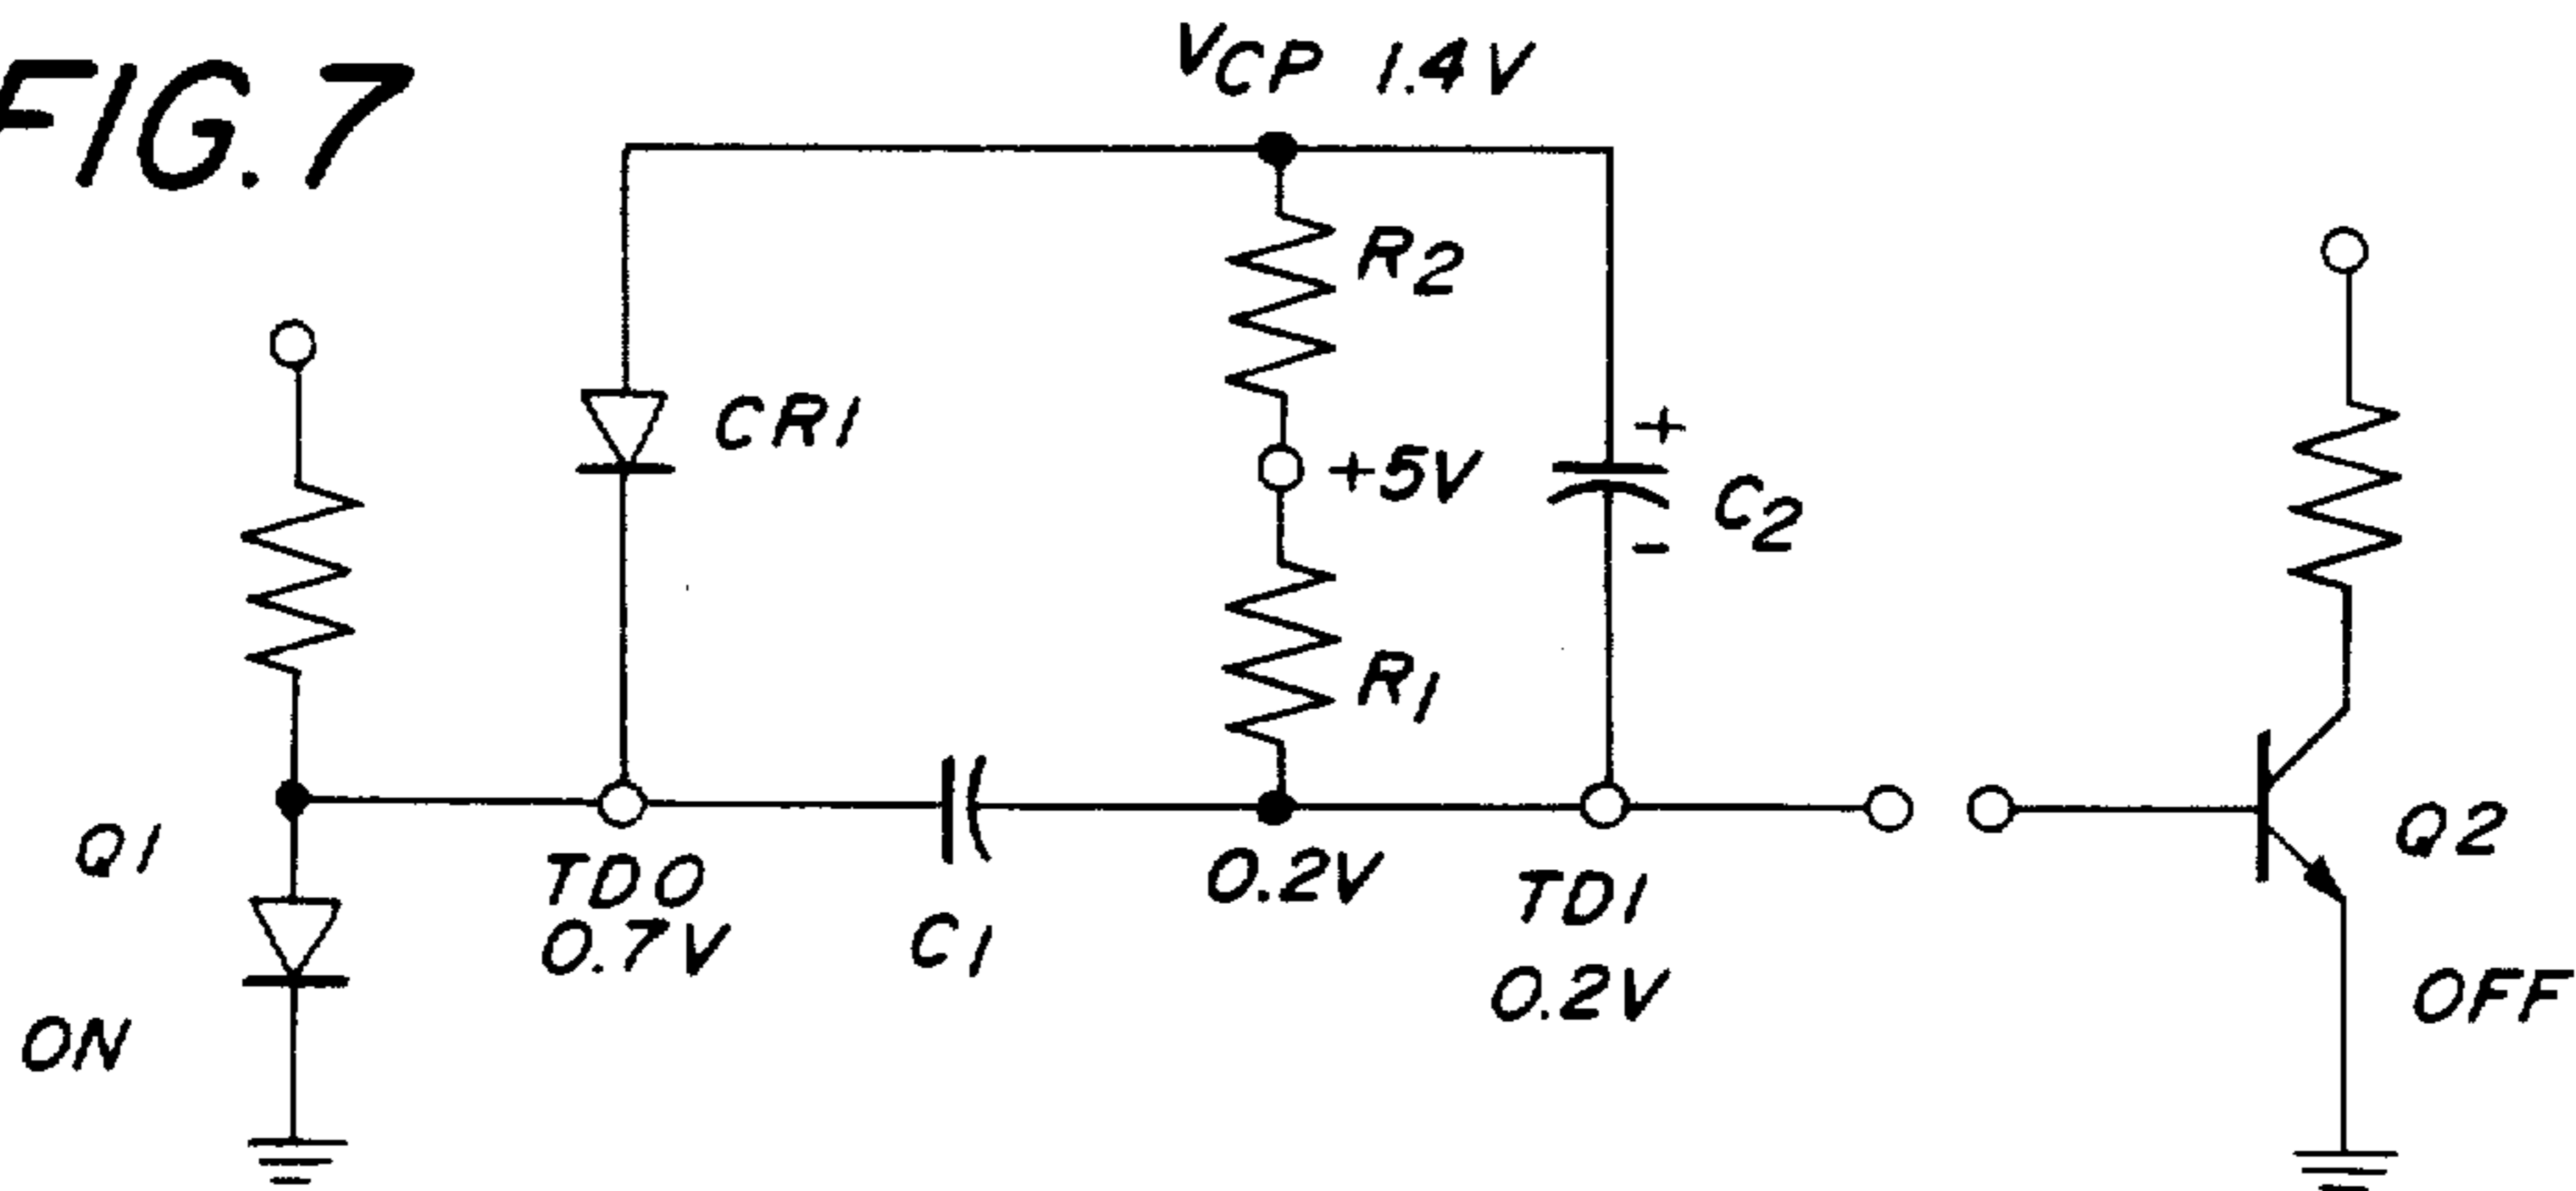 FIG. 7
VCP 1.4V
R2
CR1
+
+5V
C2
-
R1
Q1
TD0
0.7V
C1
0.2V
TD1
0.2V
Q2
ON
OFF